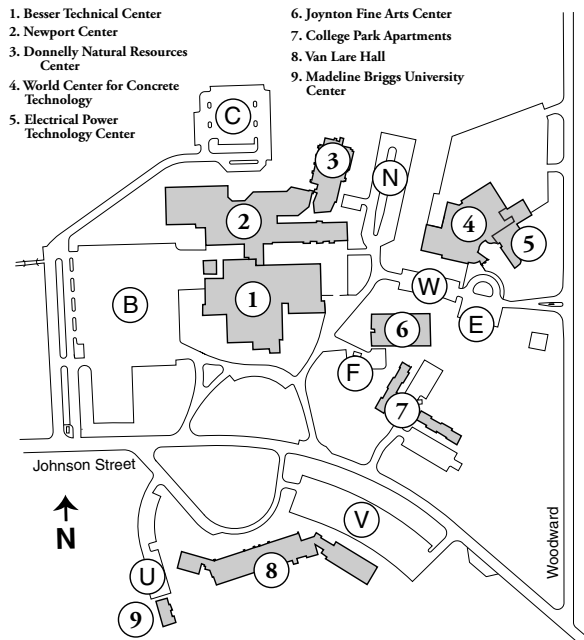 1. Besser Technical Center
2. Newport Center
3. Donnelly Natural Resources
Center
4. World Center for Concrete
Technology
5. Electrical Power
Technology Center
6. Joynton Fine Arts Center
7. College Park Apartments
8. Van Lare Hall
9. Madeline Briggs University
Center
C
3
N
2
4
5
W
B
1
E
6
F
7
Johnson Street
N
V
Woodward
U
8
9